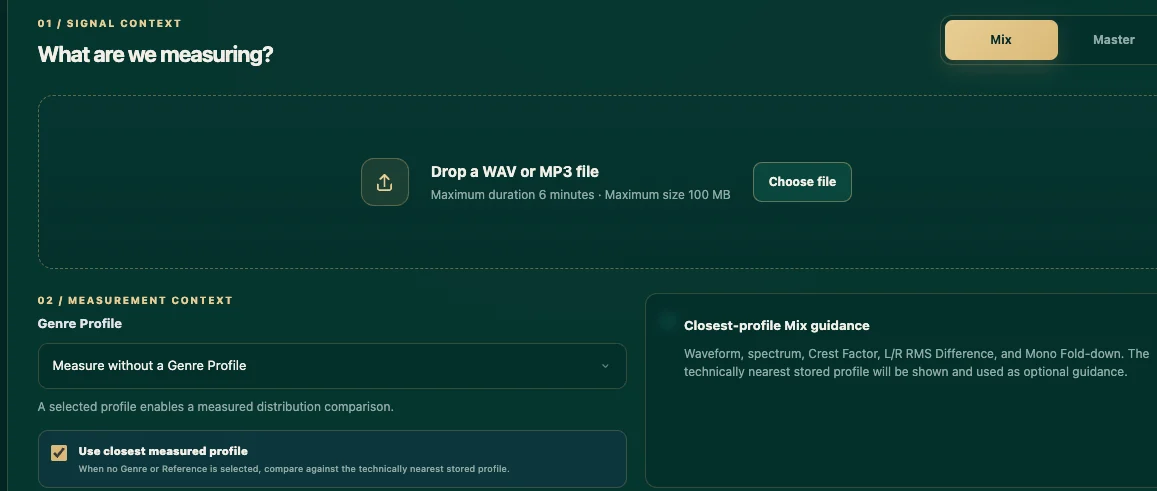 01 / SIGNAL CONTEXT
What are we measuring?
Mix
Master
Drop a WAV or MP3 file
Maximum duration 6 minutes · Maximum size 100 MB
Choose file
02 / MEASUREMENT CONTEXT
Genre Profile
Measure without a Genre Profile
A selected profile enables a measured distribution comparison.
Use closest measured profile
When no Genre or Reference is selected, compare against the technically nearest stored profile.
Closest-profile Mix guidance
Waveform, spectrum, Crest Factor, L/R RMS Difference, and Mono Fold-down. The
technically nearest stored profile will be shown and used as optional guidance.